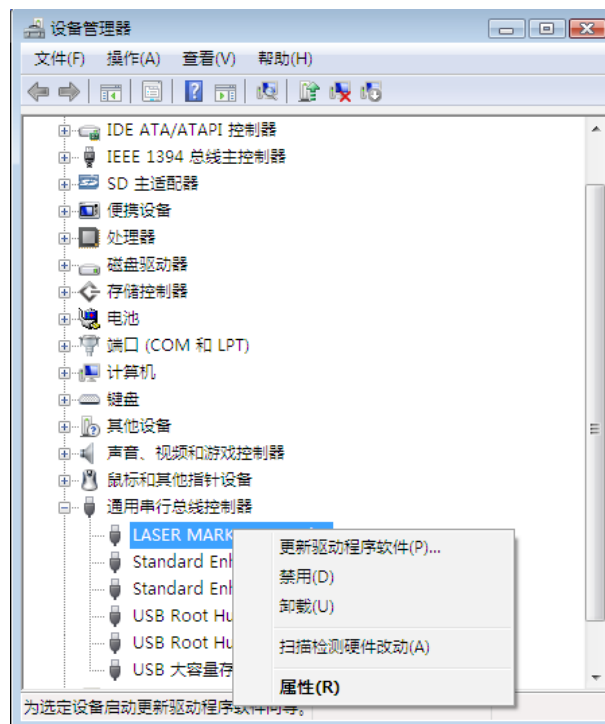 设备管理器
文件(F) 操作(A) 查看(V) 帮助(H)
IDE ATA/ATAPI 控制器
IEEE 1394 总线主控制器
SD 主适配器
便携设备
处理器
磁盘驱动器
存储控制器
电池
端口 (COM 和 LPT)
计算机
键盘
其他设备
声音、视频和游戏控制器
鼠标和其他指针设备
通用串行总线控制器
LASER MARK
Standard Enh
Standard Enh
USB Root Hu
USB Root Hu
USB 大容量存
更新驱动程序软件(P)...
禁用(D)
卸载(U)
扫描检测硬件改动(A)
属性(R)
为选定设备启动更新驱动程序软件向导。